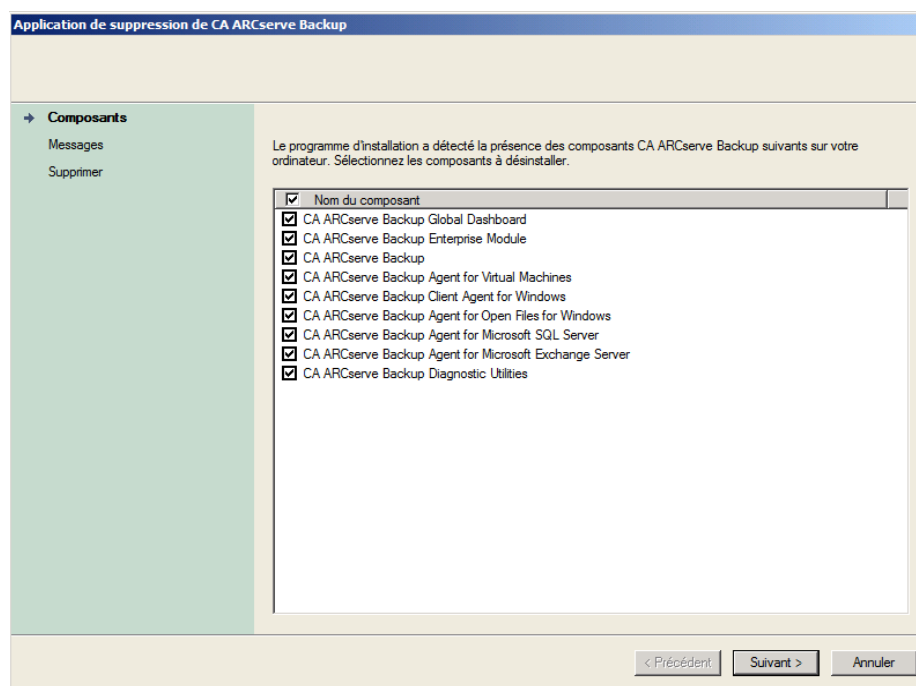 Application de suppression de CA ARCserve Backup
Composants
Messages
Supprimer
Le programme d'installation a détecté la présence des composants CA ARCserve Backup suivants sur votre
ordinateur. Sélectionnez les composants à désinstaller.
Nom du composant
CA ARCserve Backup Global Dashboard
CA ARCserve Backup Enterprise Module
CA ARCserve Backup
CA ARCserve Backup Agent for Virtual Machines
CA ARCserve Backup Client Agent for Windows
CA ARCserve Backup Agent for Open Files for Windows
CA ARCserve Backup Agent for Microsoft SQL Server
CA ARCserve Backup Agent for Microsoft Exchange Server
CA ARCserve Backup Diagnostic Utilities
< Précédent
Suivant >
Annuler